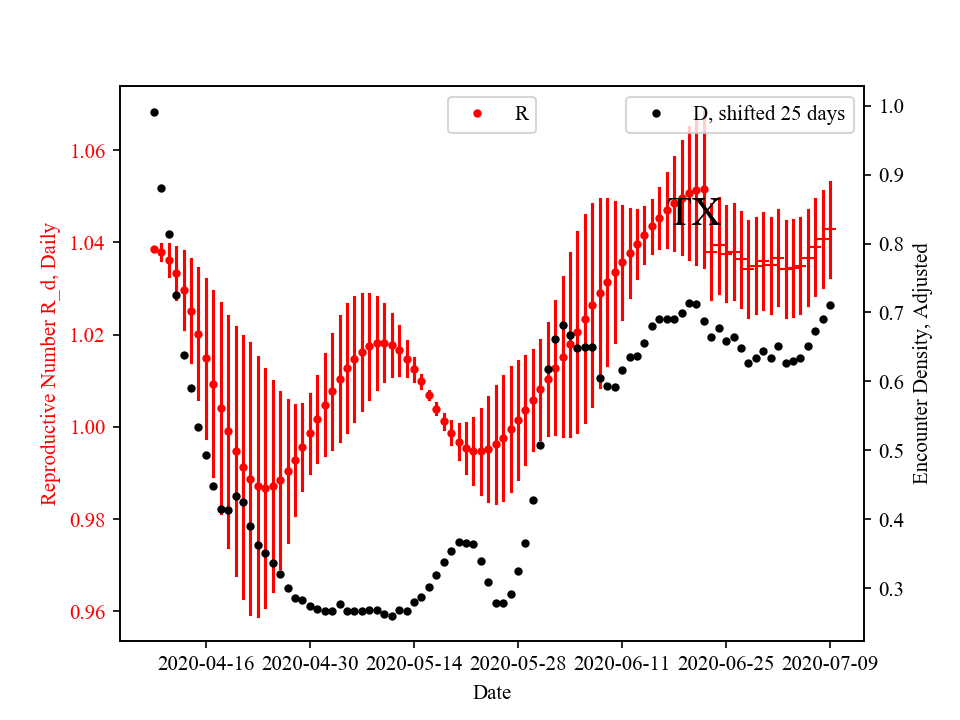 R
D, shifted 25 days
TX
Reproductive Number R_d, Daily
1.06
1.04
1.02
1.00
0.98
0.96
1.0
0.9
0.8
0.7
0.6
0.5
0.4
0.3
Encounter Density, Adjusted
2020-04-16 2020-04-30 2020-05-14 2020-05-28 2020-06-11 2020-06-25 2020-07-09
Date